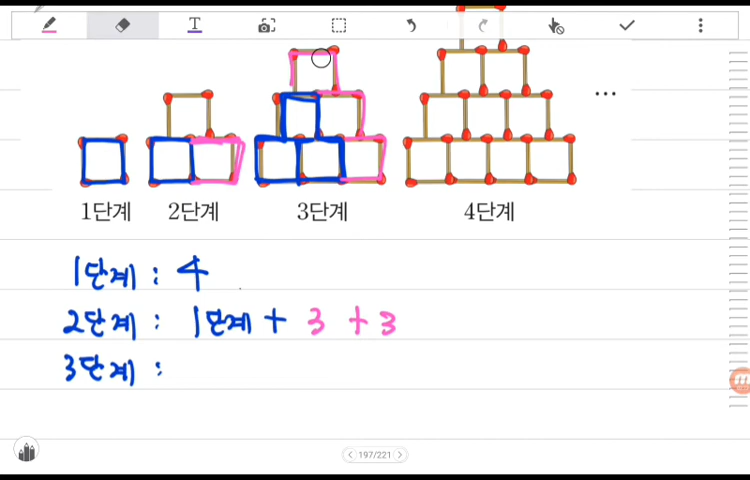 T
1단계 2단계 3단계 4단계 ...
1단계 : 4
2단계 : 1단계 + 3 + 3
3단계 :
197/221